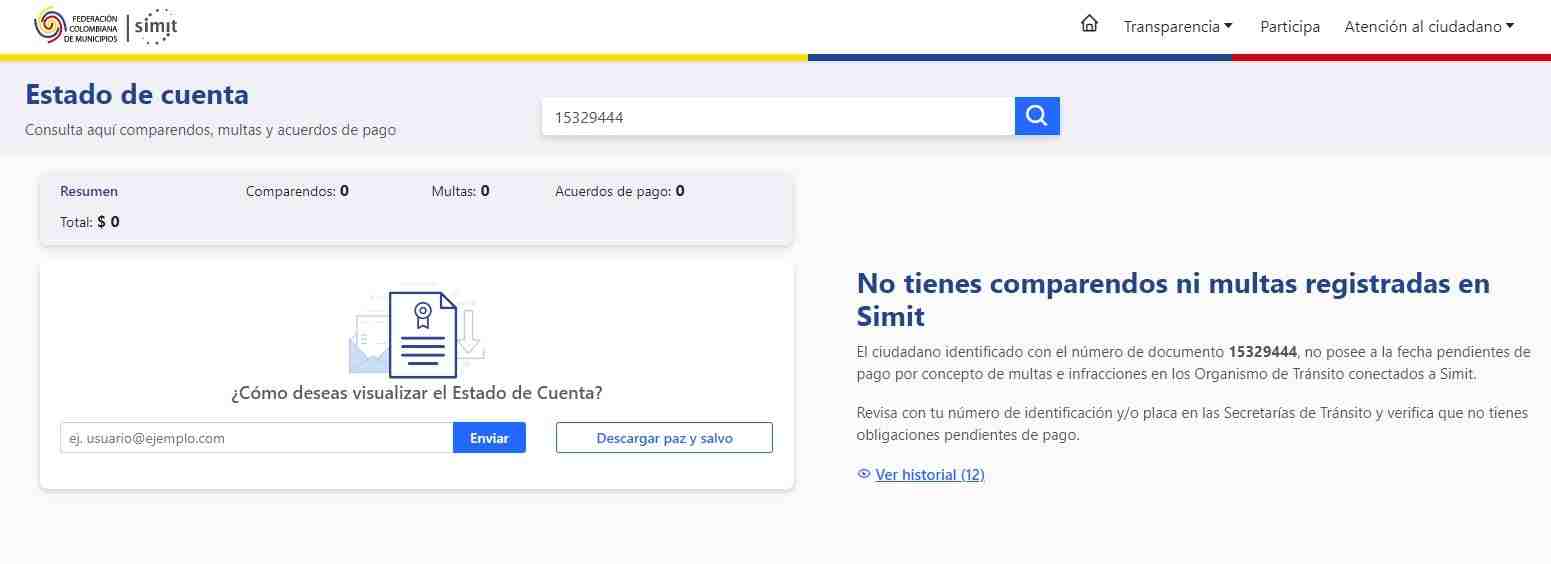 FEDERACIÓN
COLOMBIANA
DE MUNICIPIOS
simit
Transparencia
Participa
Atención al ciudadano
Estado de cuenta
Consulta aquí comparendos, multas y acuerdos de pago
15329444
Resumen
Comparendos: 0
Multas: 0
Acuerdos de pago: 0
Total: $ 0
¿Cómo deseas visualizar el Estado de Cuenta?
ej. usuario@ejemplo.com
Enviar
Descargar paz y salvo
No tienes comparendos ni multas registradas en
Simit
El ciudadano identificado con el número de documento 15329444, no posee a la fecha pendientes de
pago por concepto de multas e infracciones en los Organismo de Tránsito conectados a Simit.
Revisa con tu número de identificación y/o placa en las Secretarías de Tránsito y verifica que no tienes
obligaciones pendientes de pago.
Ver historial (12)